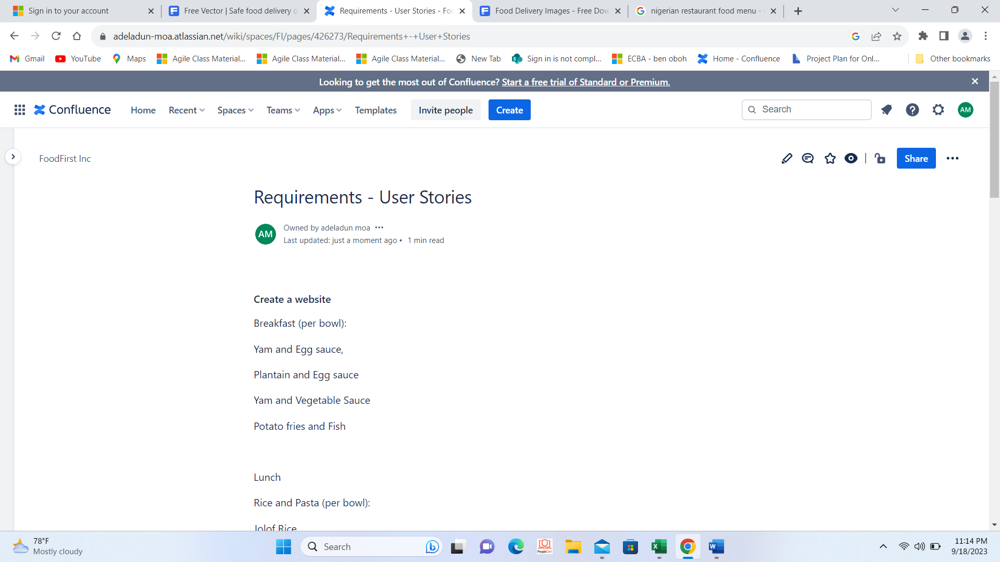 Sign in to your account
Free Vector | Safe food delivery o
Requirements - User Stories - Foo
Food Delivery Images - Free Dow
nigerian restaurant food menu -
adeladun-moa.atlassian.net/wiki/spaces/FI/pages/426273/Requirements+-+User+Stories
Gmail YouTube Maps Agile Class Material... Agile Class Material... Agile Class Material... New Tab Sign in is not compl... ECBA - ben oboh Home - Confluence Project Plan for Onl... Other bookmarks
Looking to get the most out of Confluence? Start a free trial of Standard or Premium.
Confluence Home Recent Spaces Teams Apps Templates Invite people Create Search AM
FoodFirst Inc
Share
Requirements - User Stories
AM
Owned by adeladun moa
Last updated: just a moment ago • 1 min read
Create a website
Breakfast (per bowl):
Yam and Egg sauce,
Plantain and Egg sauce
Yam and Vegetable Sauce
Potato fries and Fish
Lunch
Rice and Pasta (per bowl):
Jolof Rice
78°F
Mostly cloudy
Search
PeopleCert
11:14 PM
9/18/2023